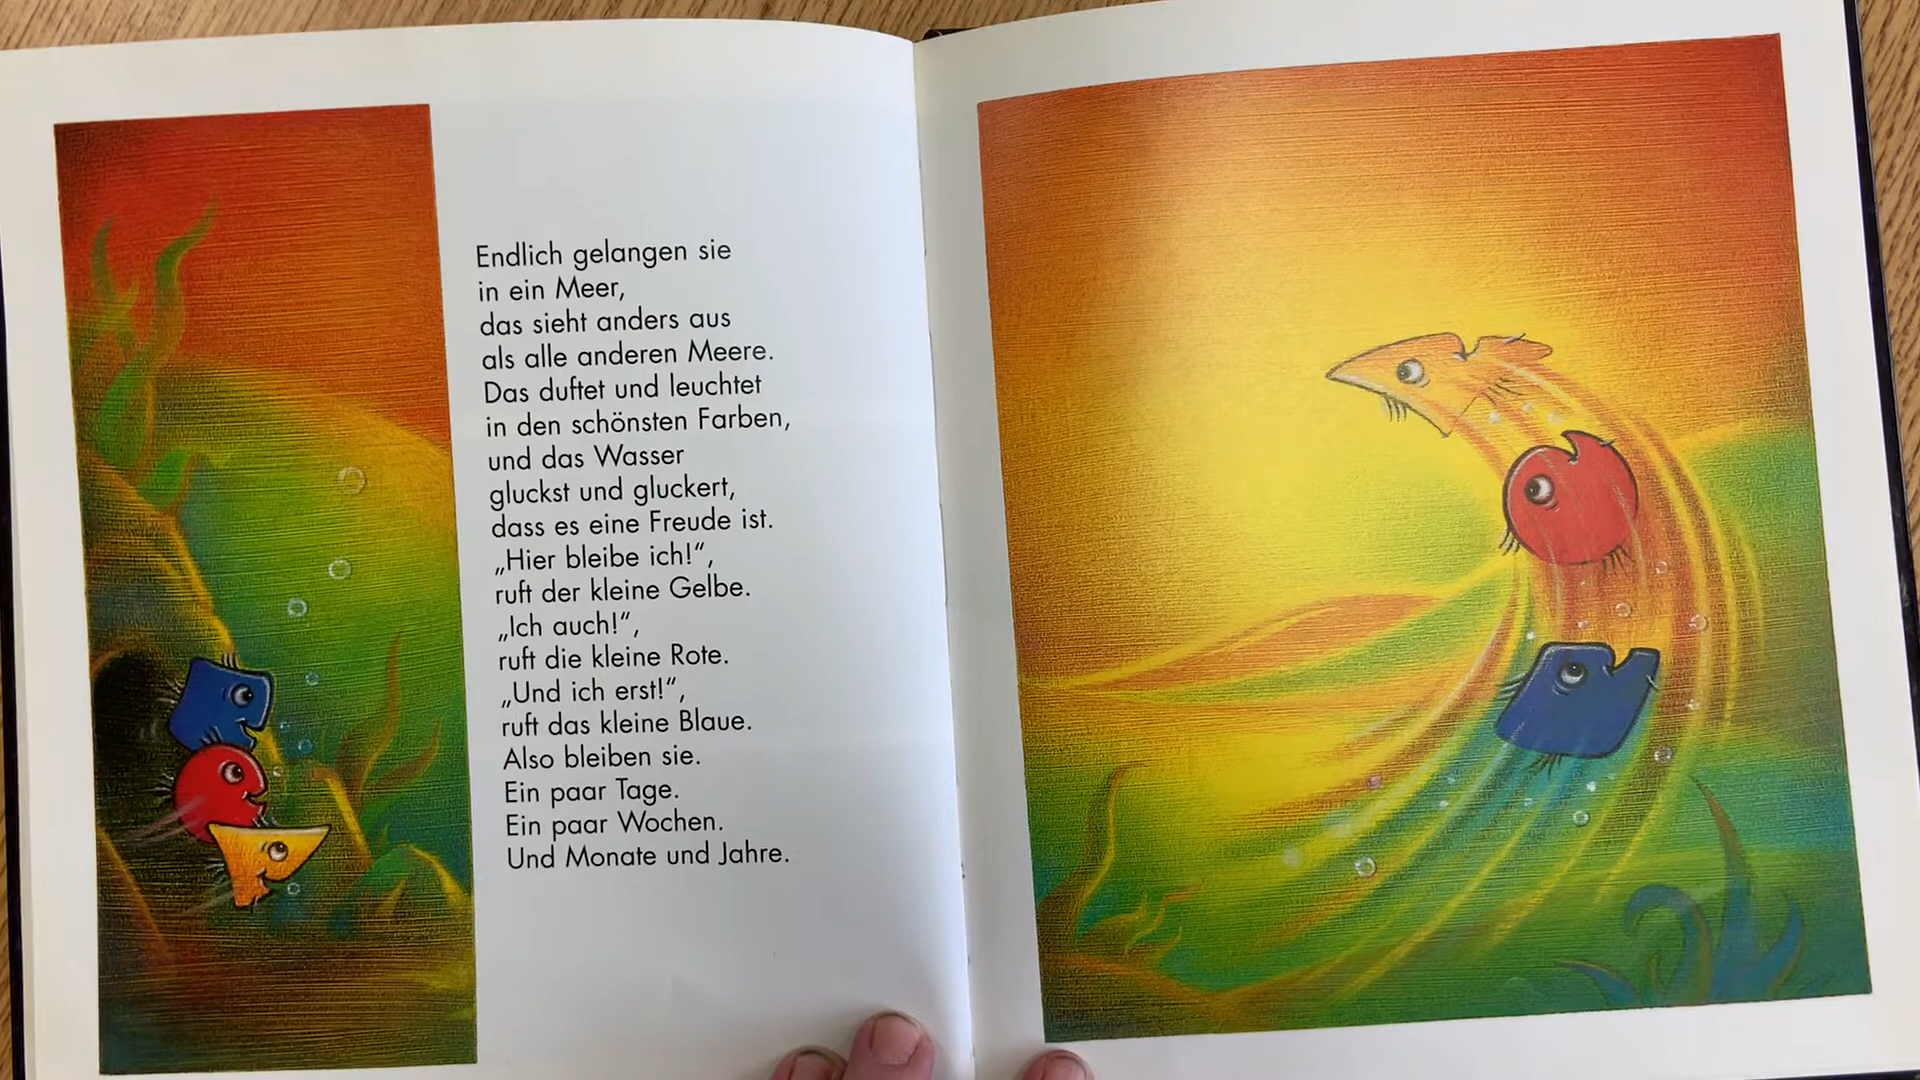 Endlich gelangen sie
in ein Meer,
das sieht anders aus
als alle anderen Meere.
Das duftet und leuchtet
in den schönsten Farben,
und das Wasser
gluckst und gluckert,
dass es eine Freude ist.
„Hier bleibe ich!“,
ruft der kleine Gelbe.
„Ich auch!“,
ruft die kleine Rote.
„Und ich erst!“,
ruft das kleine Blaue.
Also bleiben sie.
Ein paar Tage.
Ein paar Wochen.
Und Monate und Jahre.